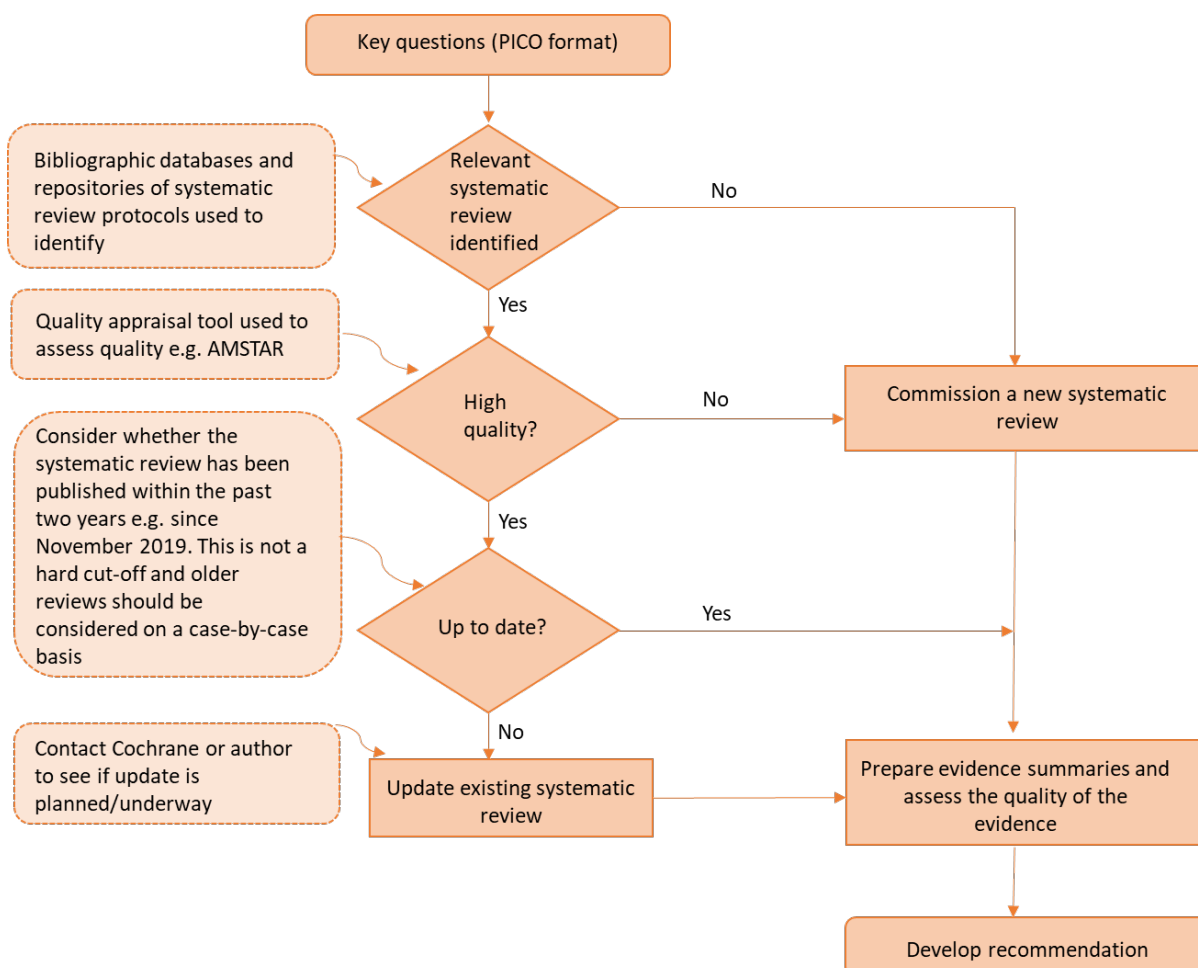 Key questions (PICO format)
Bibliographic databases and
repositories of systematic
review protocols used to
identify
Relevant
systematic
review
identified
No
Yes
Quality appraisal tool used to
assess quality e.g. AMSTAR
High
quality?
No
Commission a new systematic
review
Yes
Consider whether the
systematic review has been
published within the past
two years e.g. since
November 2019. This is not a
hard cut-off and older
reviews should be
considered on a case-by-case
basis
Up to date?
Yes
No
Contact Cochrane or author
to see if update is
planned/underway
Update existing systematic
review
Prepare evidence summaries and
assess the quality of the
evidence
Develop recommendation